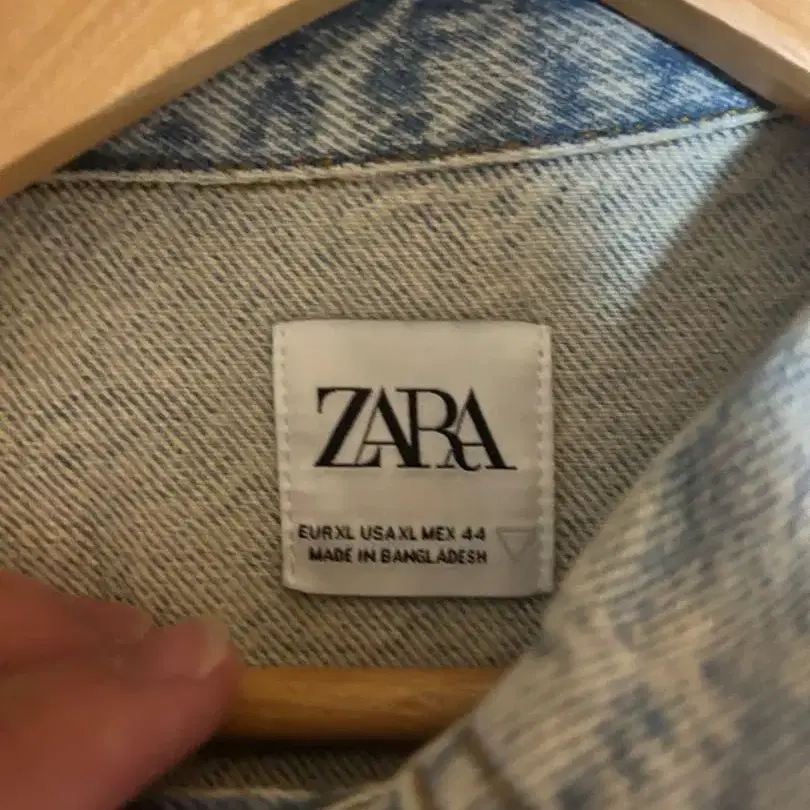 ZARA
EUR XL USA XL MEX 44
MADE IN BANGLADESH